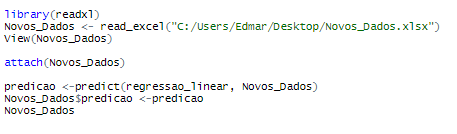 library(readxl)
Novos_Dados <- read_excel("C:/Users/Edmar/Desktop/Novos_Dados.xlsx")
View(Novos_Dados)
attach(Novos_Dados)
predicao <-predict(regressao_linear, Novos_Dados)
Novos_Dados$predicao <-predicao
Novos_Dados